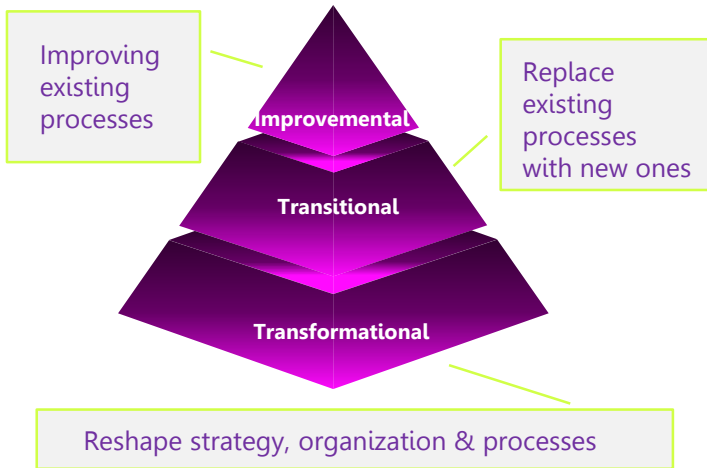 Improving
existing
processes
Replace
existing
processes
with new ones
Improvemental
Transitional
Transformational
Reshape strategy, organization & processes